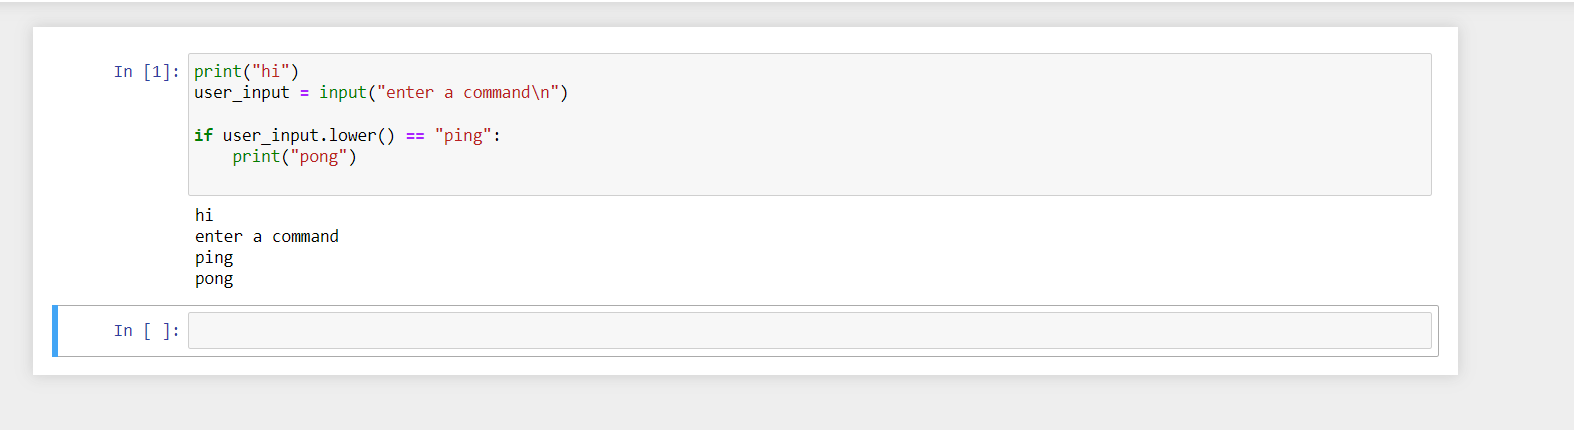 In [1]: print("hi")
user_input = input("enter a command\n")
if user_input.lower() == "ping":
    print("pong")
hi
enter a command
ping
pong
In [ ]: